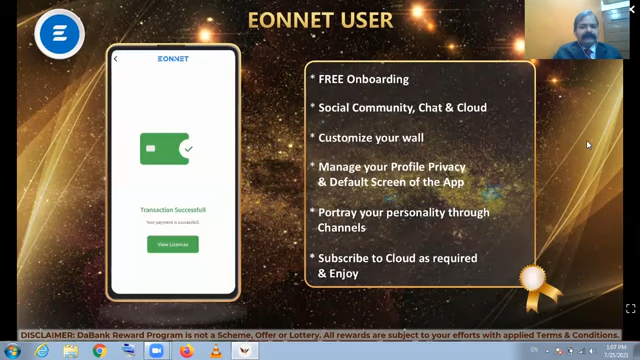 EONNET USER
EONNET
Transaction Successfull
Your payment is successfull.
View Licences
* FREE Onboarding
* Social Community, Chat & Cloud
* Customize your wall
* Manage your Profile Privacy
& Default Screen of the App
* Portray your personality through
Channels
* Subscribe to Cloud as required
& Enjoy
DISCLAIMER: DaBank Reward Program is not a Scheme, Offer or Lottery. All rewards are subject to your efforts with applied Terms & Conditions.
EN
1:07 PM